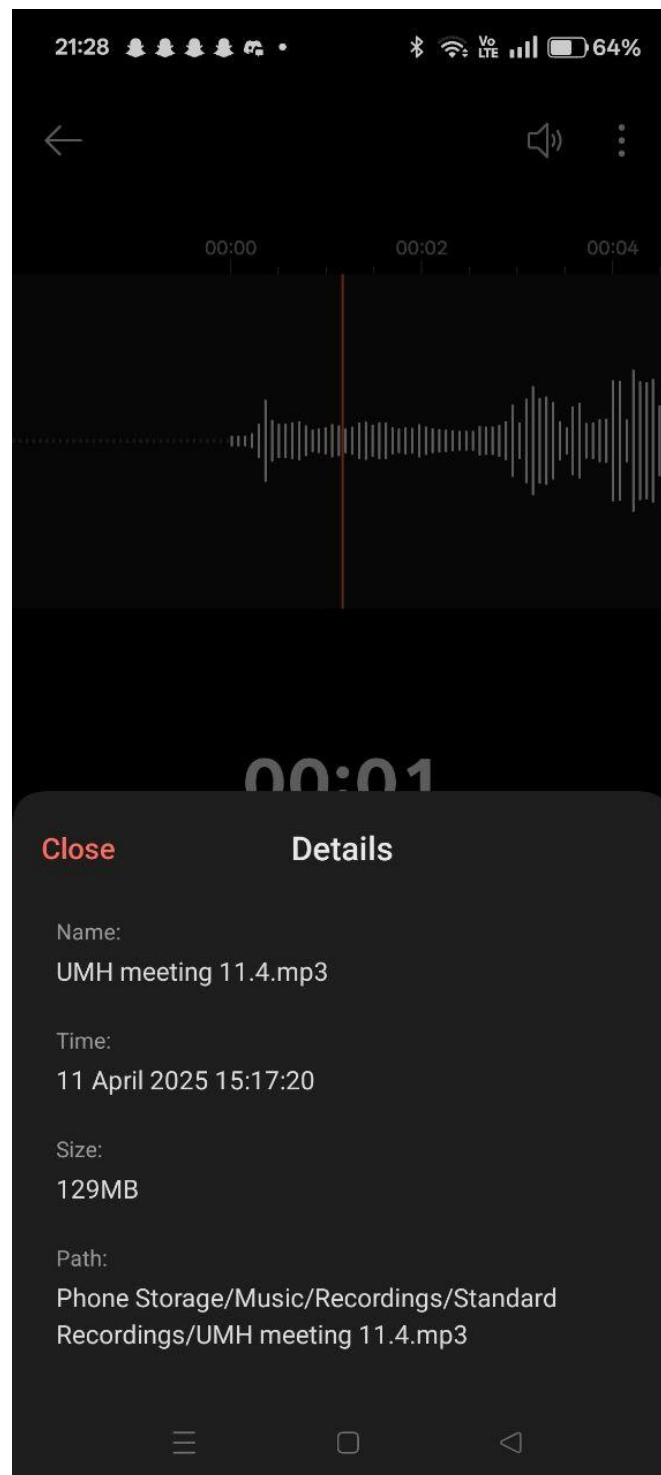 21:28 Vo LTE 64%
00:00 00:02 00:04
00:01
Close Details
Name:
UMH meeting 11.4.mp3
Time:
11 April 2025 15:17:20
Size:
129MB
Path:
Phone Storage/Music/Recordings/Standard
Recordings/UMH meeting 11.4.mp3